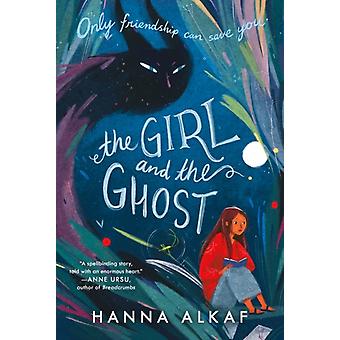 Only friendship can save you.
the GIRL
and the
GHOST
"A spellbinding story,
told with an enormous heart."
—ANNE URSU,
author of Breadcrumbs
HANNA ALKAF